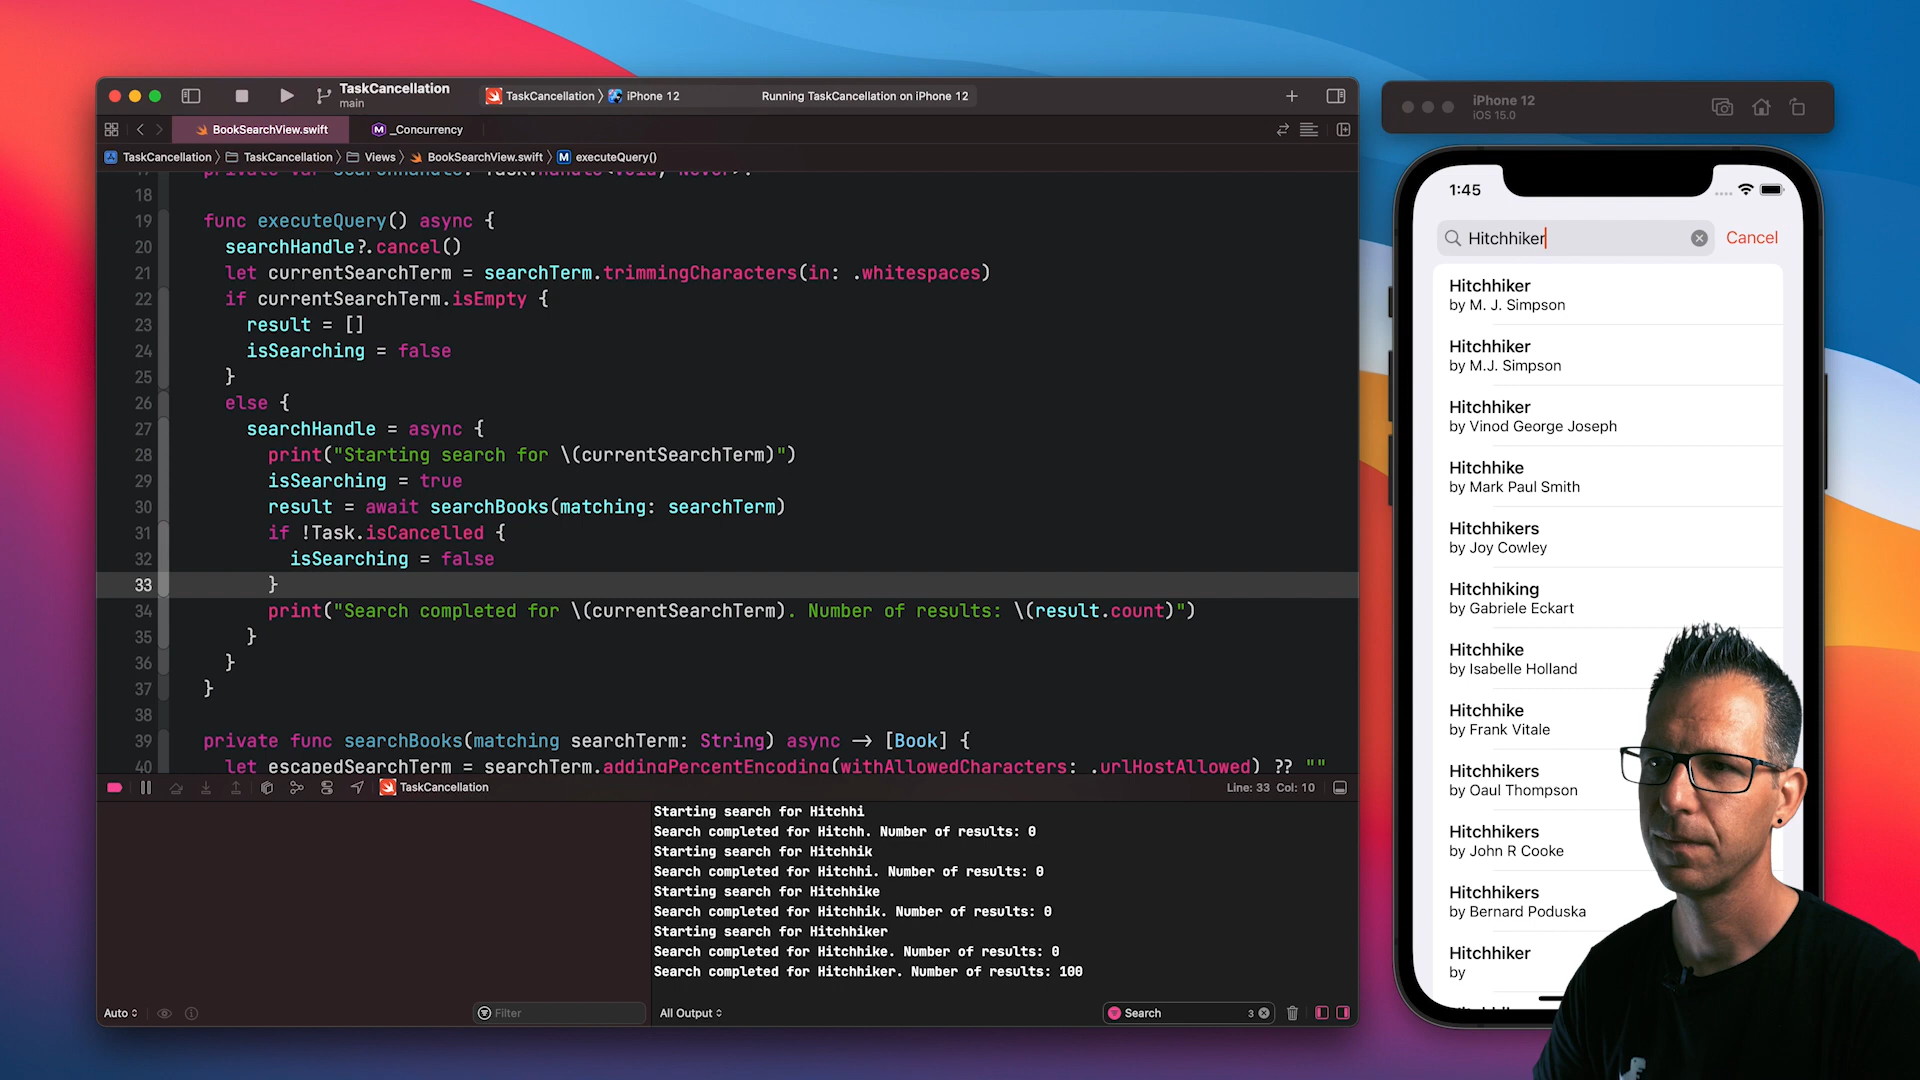 TaskCancellation
main
TaskCancellation
iPhone 12
Running TaskCancellation on iPhone 12
BookSearchView.swift
_Concurrency
TaskCancellation
TaskCancellation
Views
BookSearchView.swift
M
executeQuery()
18
19 func executeQuery() async {
20 searchHandle?.cancel()
21 let currentSearchTerm = searchTerm.trimmingCharacters(in: .whitespaces)
22 if currentSearchTerm.isEmpty {
23 result = []
24 isSearching = false
25 }
26 else {
27 searchHandle = async {
28 print("Starting search for \(currentSearchTerm)")
29 isSearching = true
30 result = await searchBooks(matching: searchTerm)
31 if !Task.isCancelled {
32 isSearching = false
33 }
34 print("Search completed for \(currentSearchTerm). Number of results: \(result.count)")
35 }
36 }
37 }
38
39 private func searchBooks(matching searchTerm: String) async -> [Book] {
40 let escapedSearchTerm = searchTerm.addingPercentEncoding(withAllowedCharacters: .urlHostAllowed) ?? ""
TaskCancellation
Line: 33 Col: 10
Starting search for Hitchhi
Search completed for Hitchh. Number of results: 0
Starting search for Hitchhik
Search completed for Hitchhi. Number of results: 0
Starting search for Hitchhike
Search completed for Hitchhik. Number of results: 0
Starting search for Hitchhiker
Search completed for Hitchhike. Number of results: 0
Search completed for Hitchhiker. Number of results: 100
Auto
Filter
All Output
Search
3
iPhone 12
iOS 15.0
1:45
Hitchhiker
Cancel
Hitchhiker
by M. J. Simpson
Hitchhiker
by M.J. Simpson
Hitchhiker
by Vinod George Joseph
Hitchhike
by Mark Paul Smith
Hitchhikers
by Joy Cowley
Hitchhiking
by Gabriele Eckart
Hitchhike
by Isabelle Holland
Hitchhike
by Frank Vitale
Hitchhikers
by Oaul Thompson
Hitchhikers
by John R Cooke
Hitchhikers
by Bernard Poduska
Hitchhiker
by